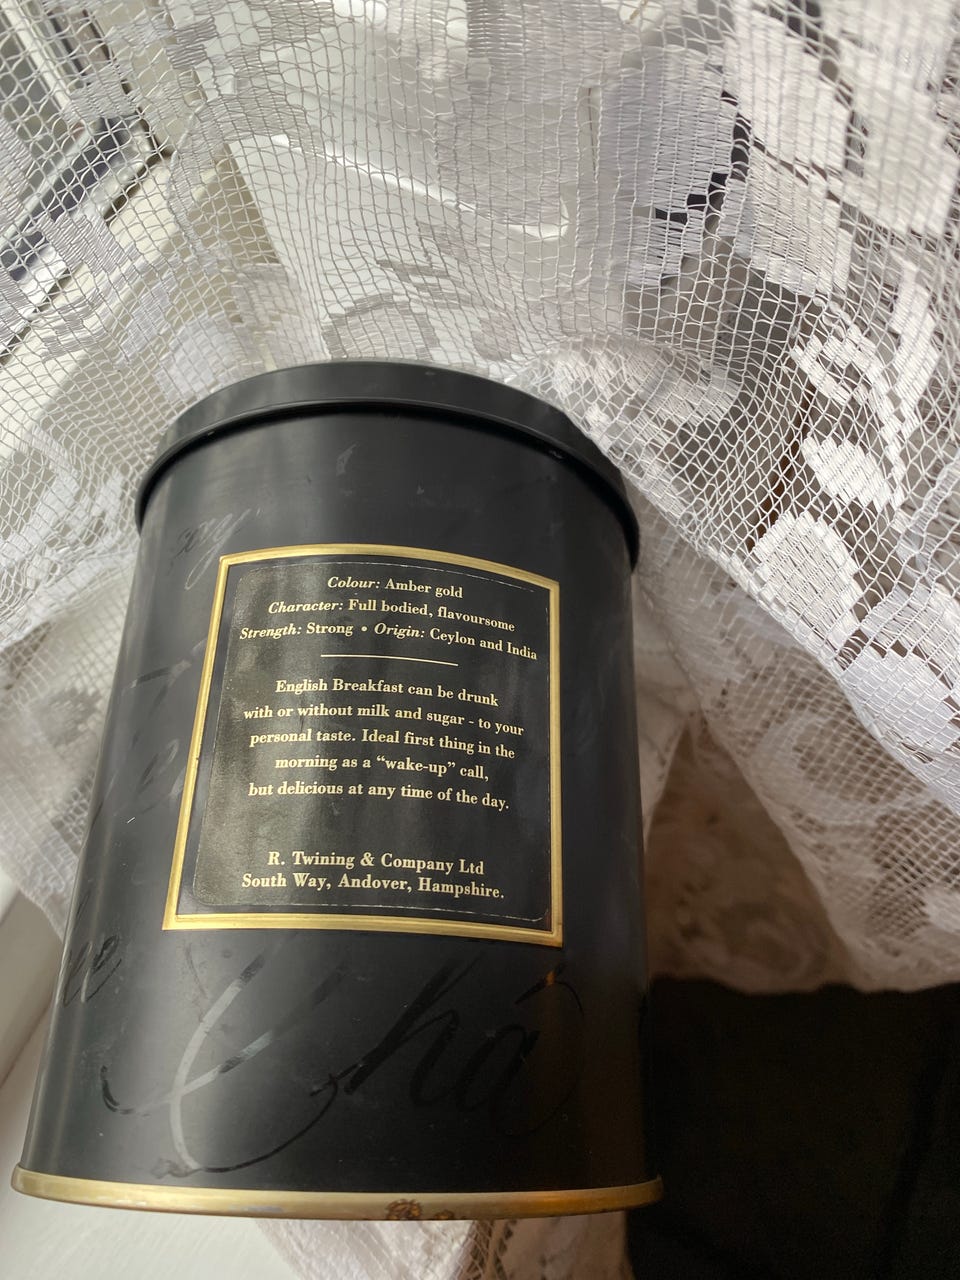 Colour: Amber gold
Character: Full bodied, flavoursome
Strength: Strong • Origin: Ceylon and India
English Breakfast can be drunk
with or without milk and sugar - to your
personal taste. Ideal first thing in the
morning as a “wake-up” call,
but delicious at any time of the day.
R. Twining & Company Ltd
South Way, Andover, Hampshire.
Chá